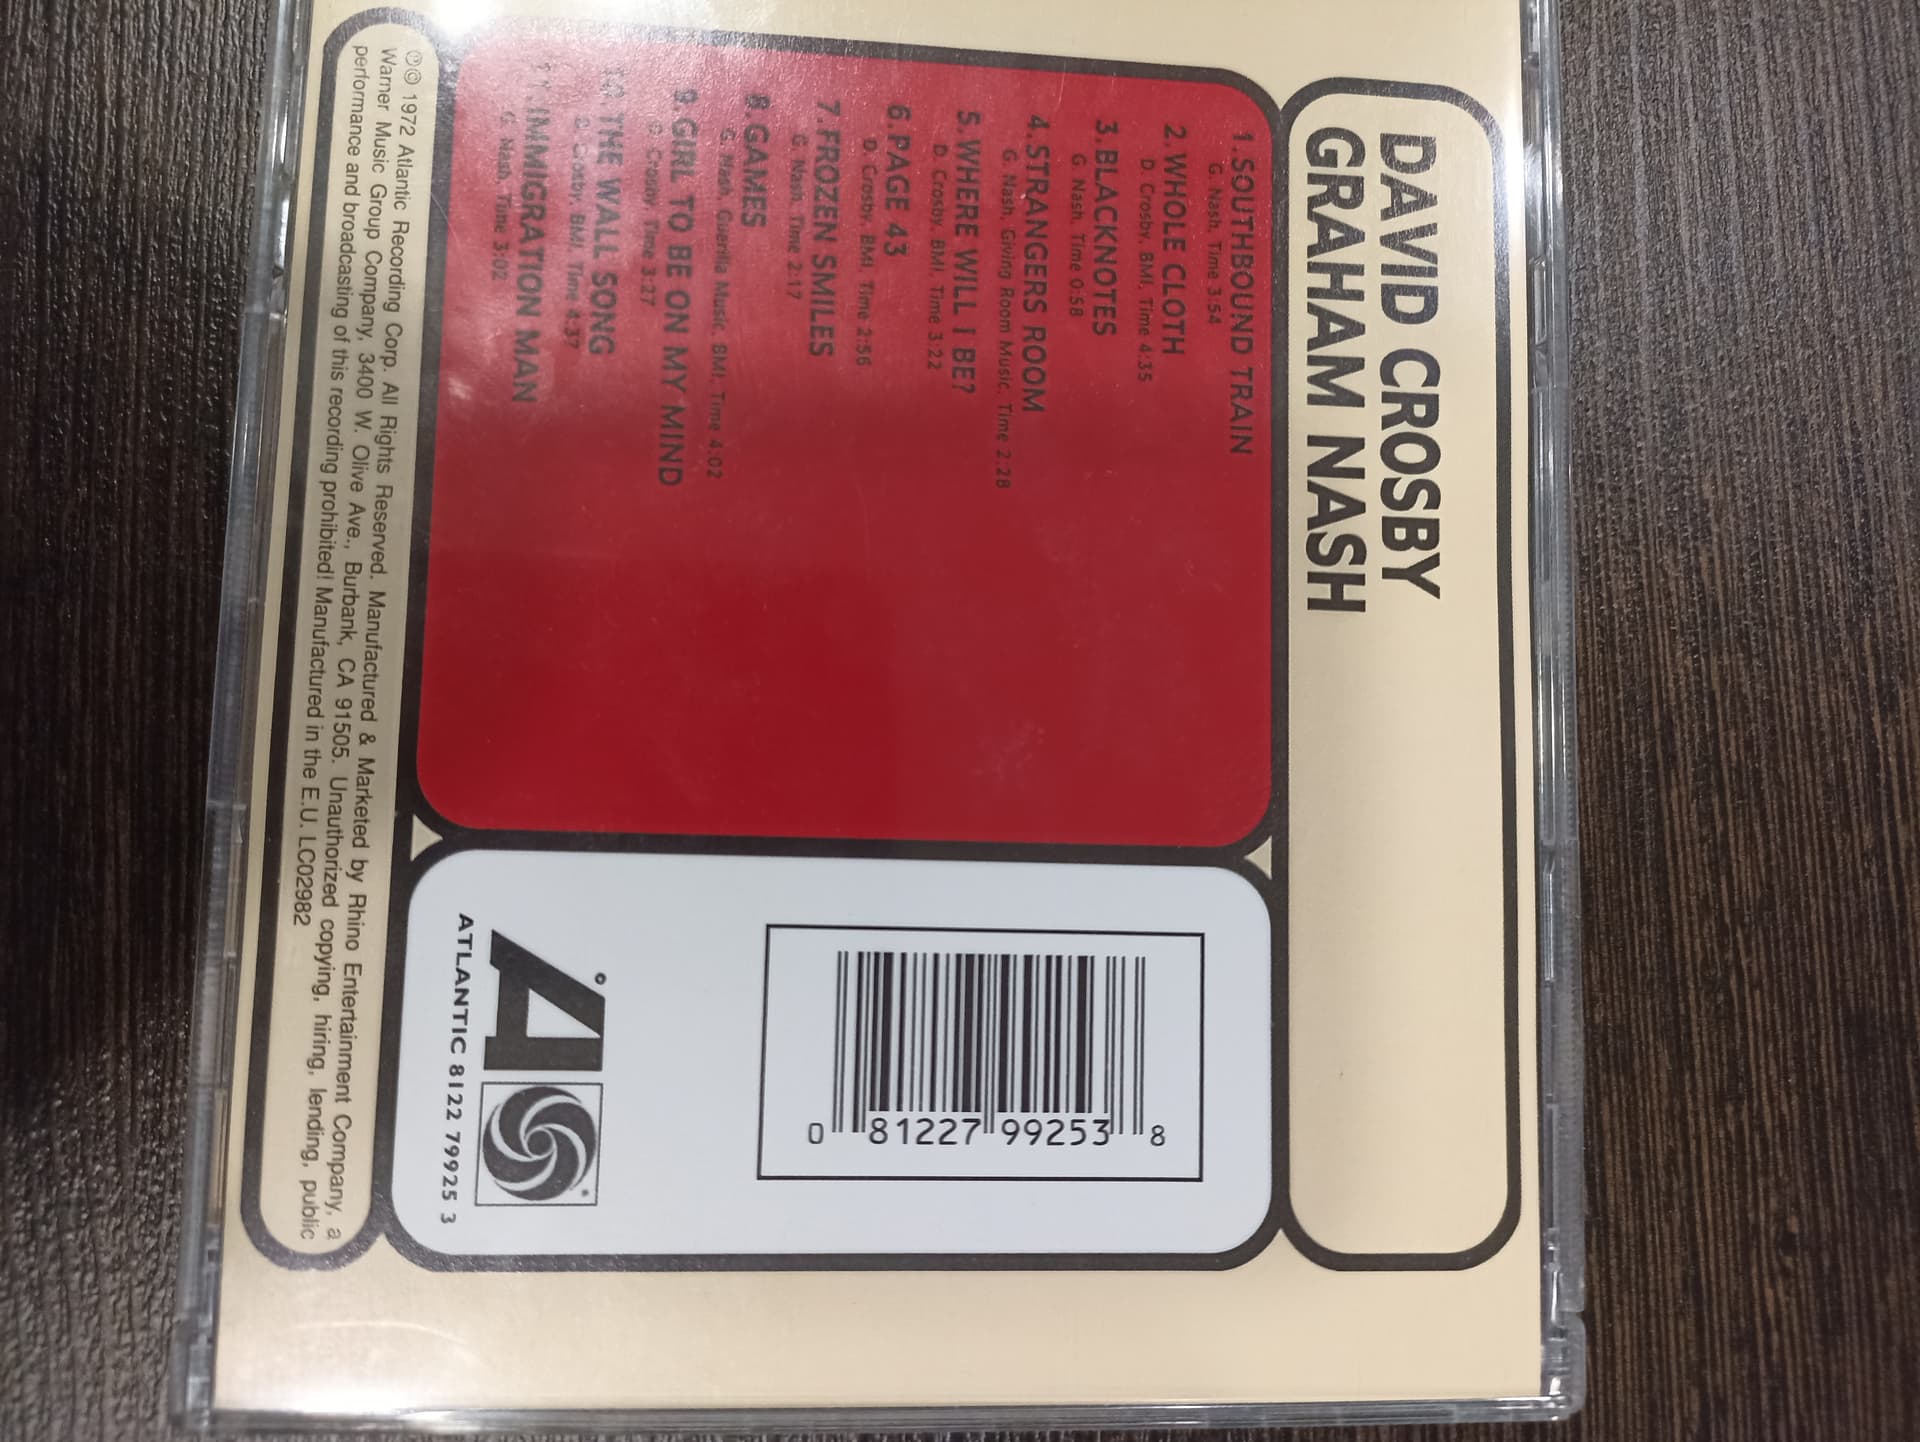 DAVID CROSBY
GRAHAM NASH
1. SOUTHBOUND TRAIN
G. Nash, Time 3:54
2. WHOLE CLOTH
D. Crosby, BMI, Time 4:35
3. BLACKNOTES
G. Nash, Time 0:58
4. STRANGERS ROOM
G. Nash, Giving Room Music, Time 2:28
5. WHERE WILL I BE?
D. Crosby, BMI, Time 3:22
6. PAGE 43
D. Crosby, BMI, Time 2:56
7. FROZEN SMILES
G. Nash, Time 2:17
8. GAMES
G. Nash, Guerilla Music, BMI, Time 4:02
9. GIRL TO BE ON MY MIND
G. Crosby, Time 3:27
10. THE WALL SONG
D. Crosby, BMI, Time 4:37
11. IMMIGRATION MAN
G. Nash, Time 3:02
0 81227 99253 8
A
ATLANTIC 8122 79925 3
℗© 1972 Atlantic Recording Corp. All Rights Reserved. Manufactured & Marketed by Rhino Entertainment Company, a
Warner Music Group Company, 3400 W. Olive Ave., Burbank, CA 91505. Unauthorized copying, hiring, lending, public
performance and broadcasting of this recording prohibited! Manufactured in the E.U. LC02982